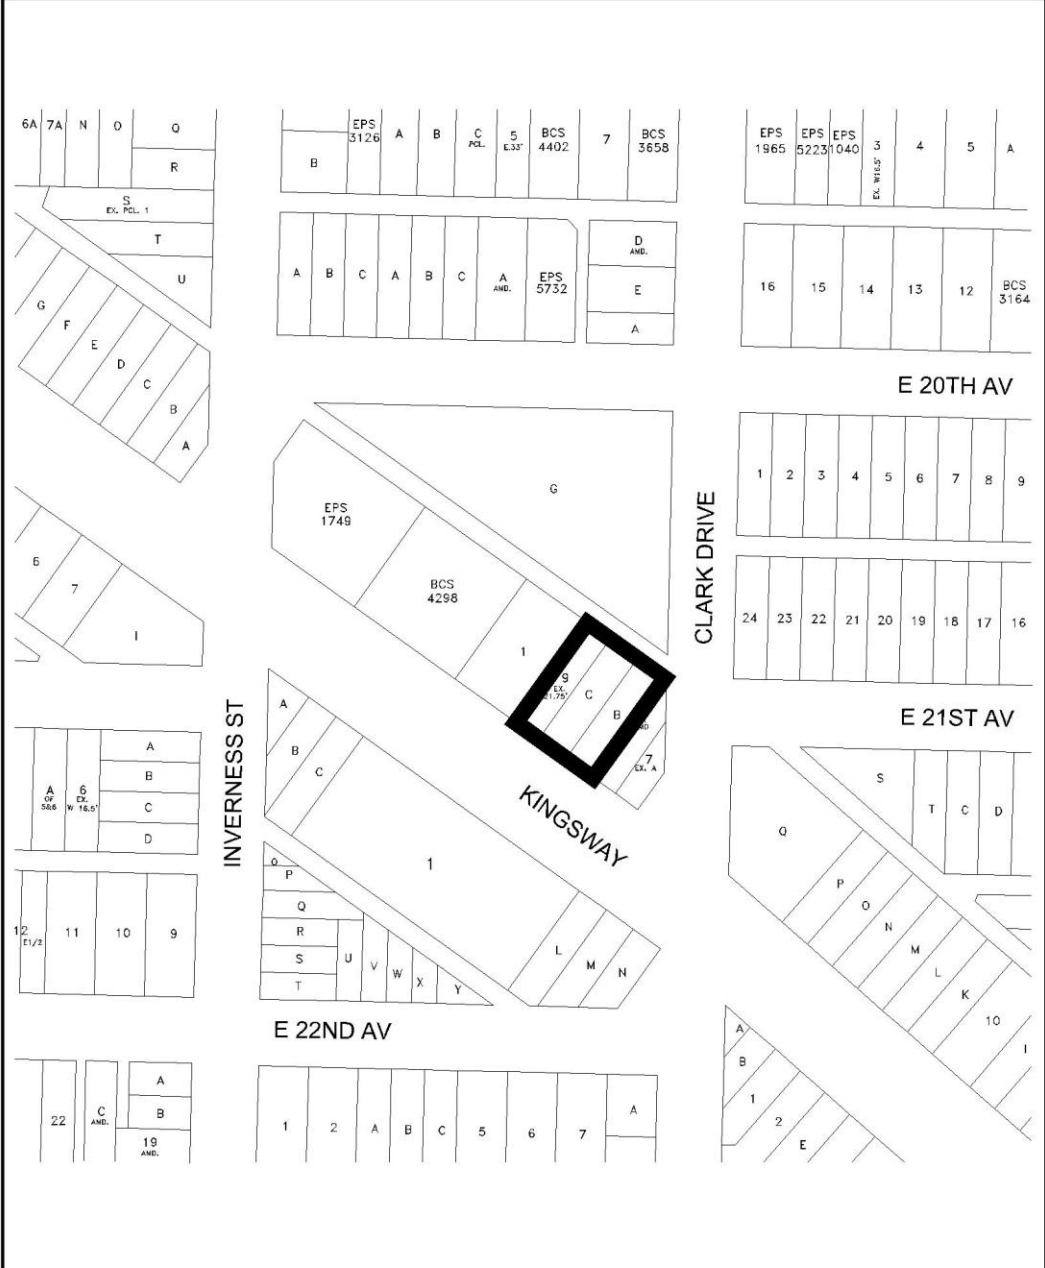 6A 7A N O Q
R
S
EX. PCL. 1
T
U
G F E D C B A
B
EPS
3126
A B
C
PCL.
5
E.33'
BCS
4402
7
BCS
3658
EPS
1965
EPS
5223
EPS
1040
3
EX. W16.5'
4 5 A
A B C A B C
A
AMD.
EPS
5732
D
AMD.
E
A
16 15 14 13 12
BCS
3164
E 20TH AV
G
EPS
1749
BCS
4298
1
9
EX.
21.75'
C
B
7
EX. A
CLARK DRIVE
1 2 3 4 5 6 7 8 9
24 23 22 21 20 19 18 17 16
E 21ST AV
6
7
I
INVERNESS ST
A
B
C
1
L M N
KINGSWAY
A
OF
5&6
6
EX.
W 16.5'
A
B
C
D
12
E1/2
11 10 9
O
P
Q
R
S
T
U V W X Y
E 22ND AV
S
T C D
Q
P
O
N
M
L
K
10
I
22
C
AMD.
A
B
19
AMD.
1 2 A B C 5 6 7 A
A
B
1
2
E